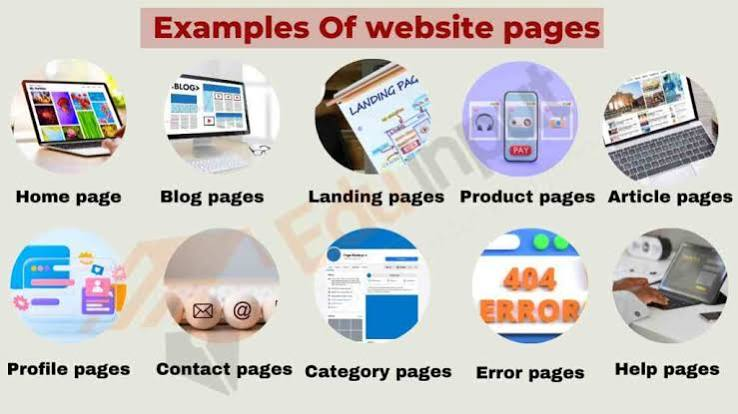 Examples Of website pages
.BLOG>
LANDING PAG
PAY
Home page
Blog pages
Landing pages
Product pages
Article pages
EduInput
404
ERROR
@
Profile pages
Contact pages
Category pages
Error pages
Help pages